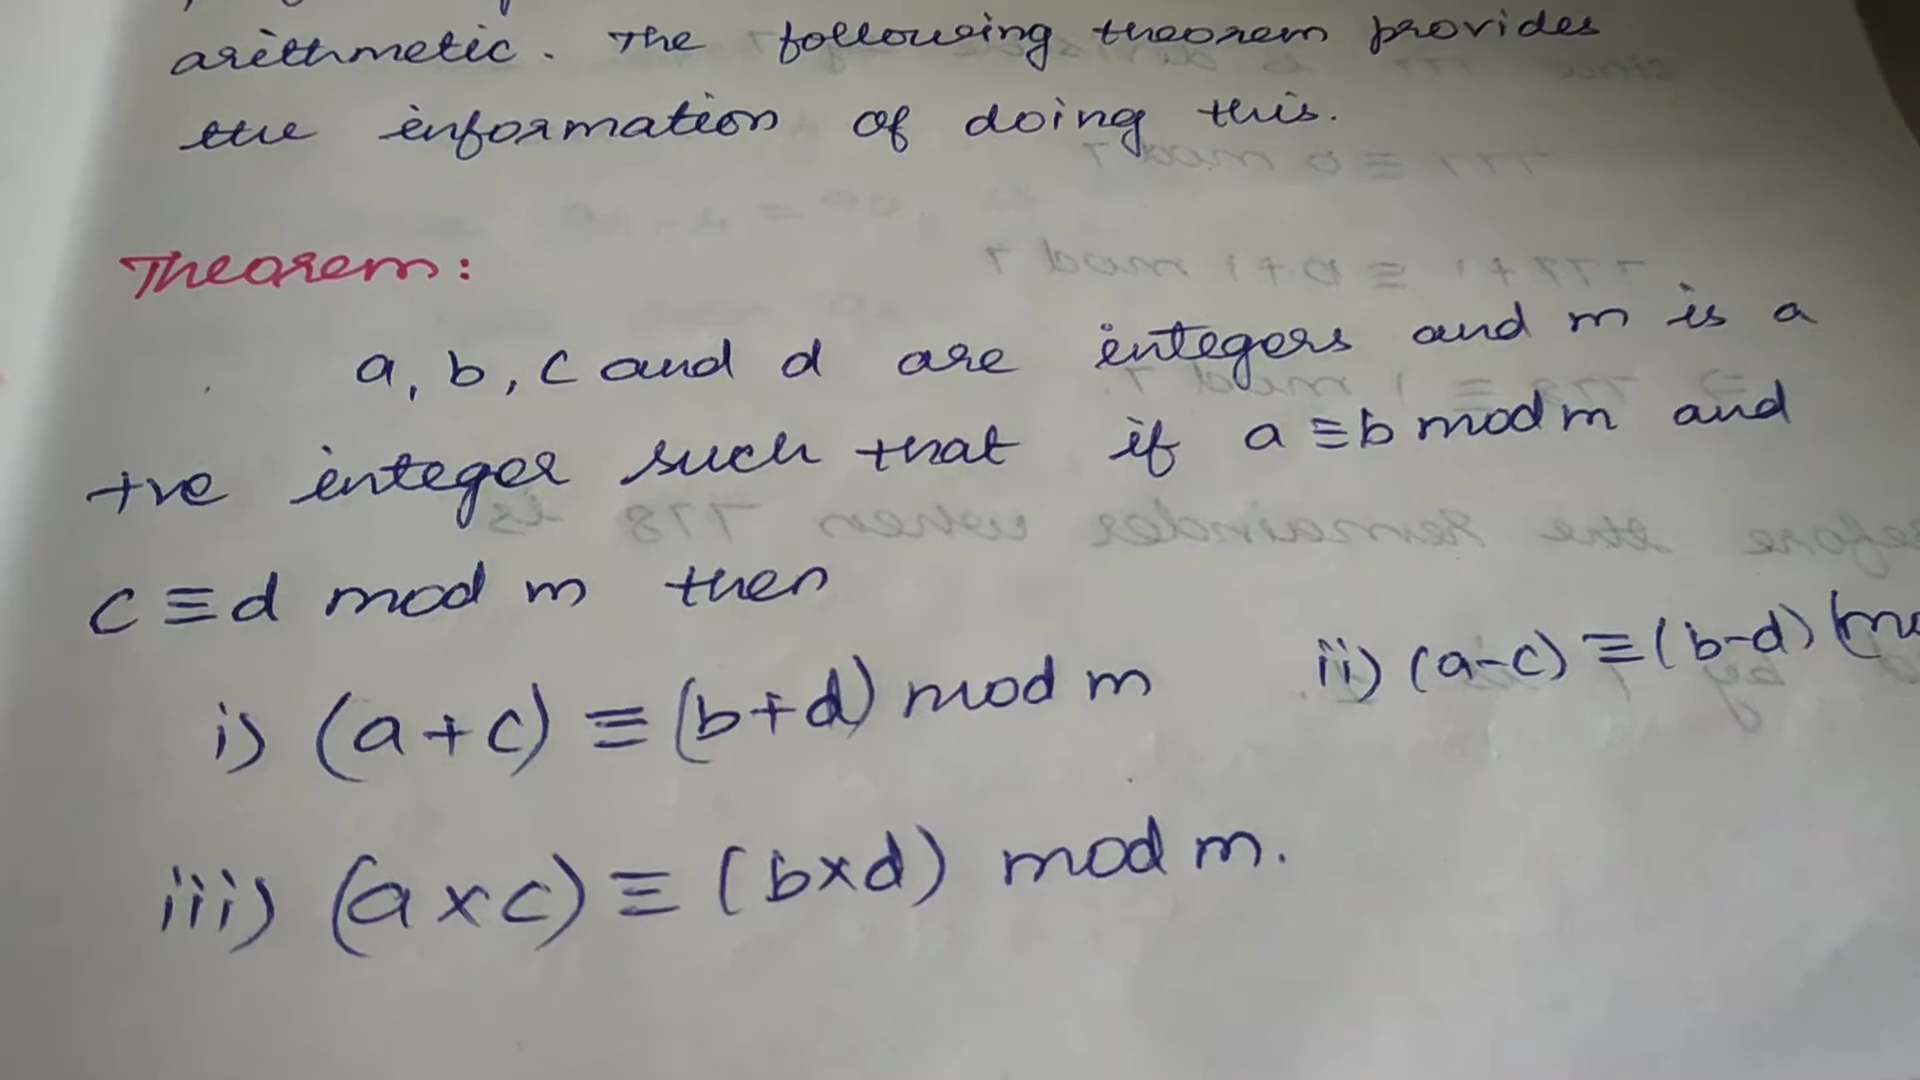 arithmetic. The following theorem provides
the information of doing this.
Theorem:
a, b, c and d are integers and m is a
+ve integer such that if a ≡ b mod m and
c ≡ d mod m then
i) (a+c) ≡ (b+d) mod m ii) (a-c) ≡ (b-d) (mo
iii) (a×c) ≡ (b×d) mod m.